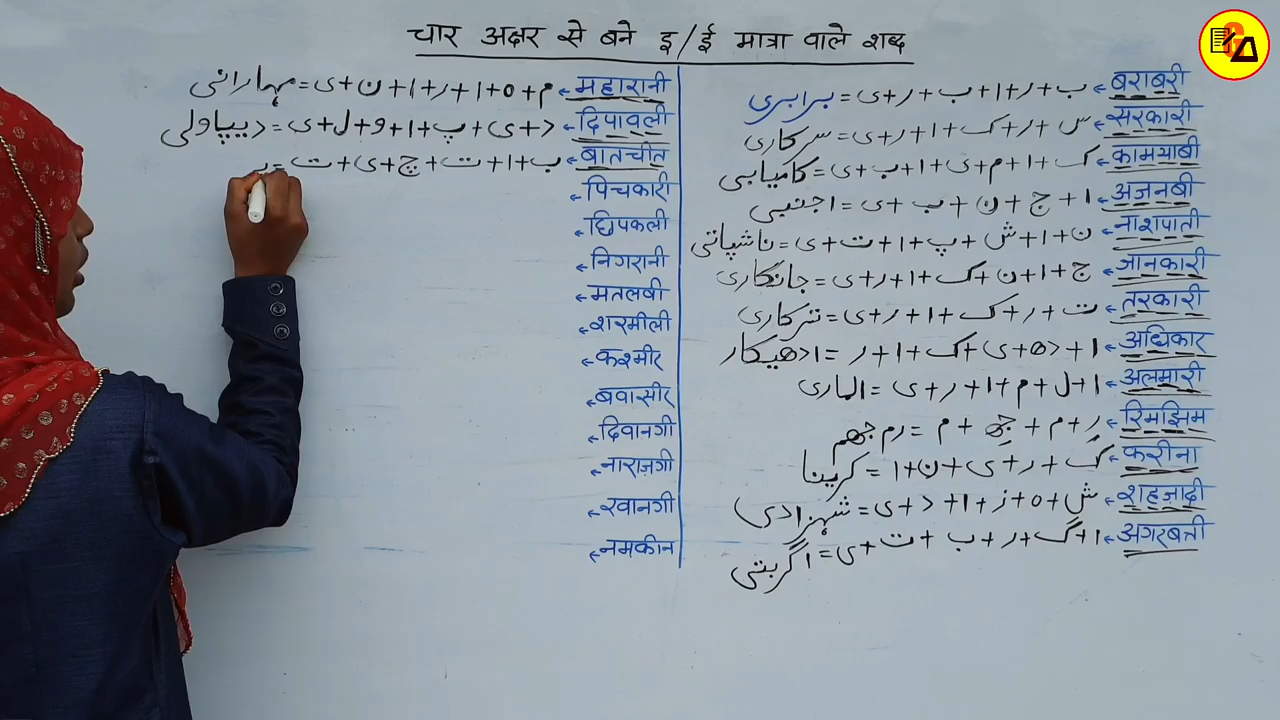 चार अक्षर से बने इ/ई मात्रा वाले शब्द
बराबरी ب+ر+ا+ب+ر+ی=برابری
सरकारी س+ر+ک+ا+ر+ی=سرکاری
कामयाबी ک+ا+م+ی+ا+ب+ی=کامیابی
अजनबी ا+ج+ن+ب+ی=اجنبی
नाशपाती ن+ا+ش+پ+ا+ت+ی=ناشپاتی
जानकारी ج+ا+ن+ک+ا+ر+ی=جانکاری
तरकारी ت+ر+ک+ا+ر+ی=ترکاری
अधिकार ا+دھ+ی+ک+ا+ر=ادھیکار
अलमारी ا+ل+م+ا+ر+ی=الماری
रिमझिम ر+م+جھِ+م=رم جھم
करीना ک+ر+ی+ن+ا=کرینا
शहज़ादी ش+ہ+ز+ا+د+ی=شہزادی
अगरबत्ती ا+گ+ر+ب+ت+ی=اگربتی
महारानी م+ہ+ا+ر+ا+ن+ی=مہارانی
दिपावली د+ی+پ+ا+و+ل+ی=دیپاولی
बातचीत ب+ا+ت+چ+ی+ت=
पिचकारी
छिपकली
निगरानी
मतलबी
शरमीली
कश्मीर
बवासीर
दिवानगी
नाराज़गी
रवानगी
नमकीन